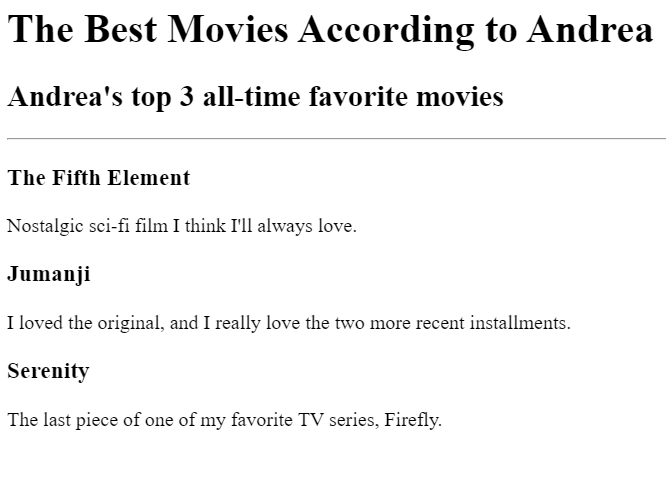 The Best Movies According to Andrea
Andrea's top 3 all-time favorite movies
The Fifth Element
Nostalgic sci-fi film I think I'll always love.
Jumanji
I loved the original, and I really love the two more recent installments.
Serenity
The last piece of one of my favorite TV series, Firefly.